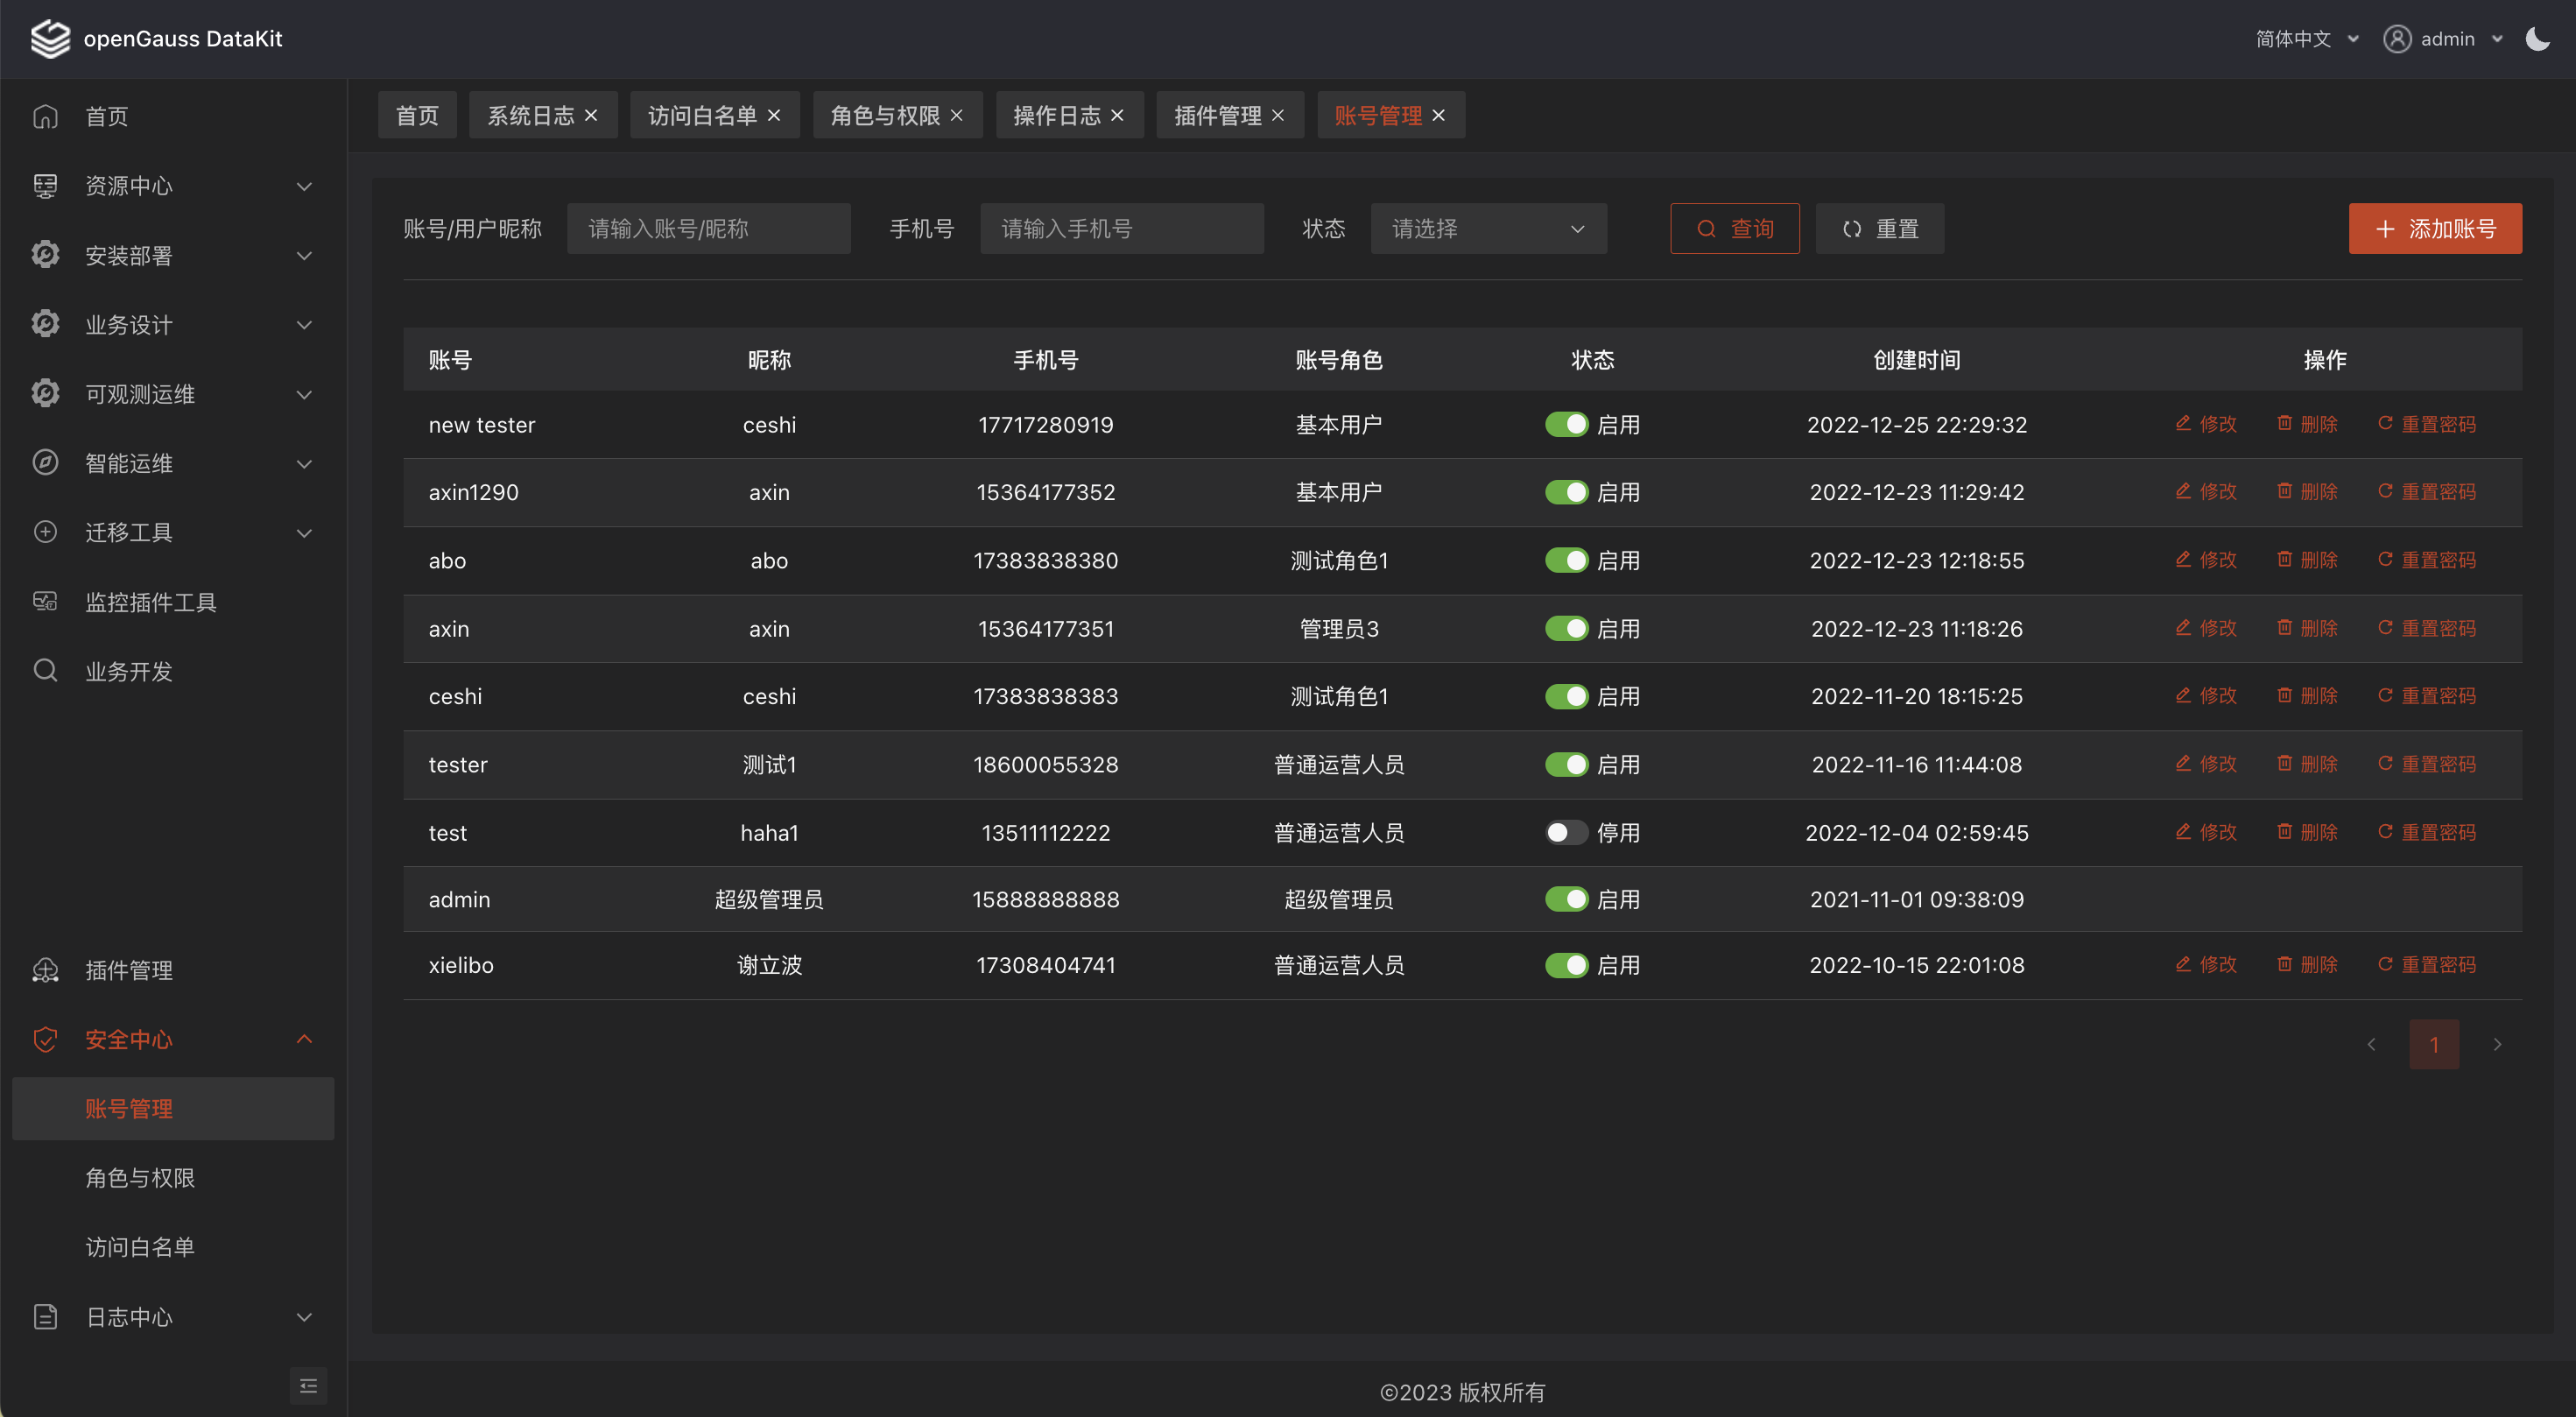 openGauss DataKit
简体中文
admin
首页
资源中心
安装部署
业务设计
可观测运维
智能运维
迁移工具
监控插件工具
业务开发
插件管理
安全中心
账号管理
角色与权限
访问白名单
日志中心
首页 系统日志 访问白名单 角色与权限 操作日志 插件管理 账号管理
账号/用户昵称 请输入账号/昵称 手机号 请输入手机号 状态 请选择 查询 重置 添加账号
账号 昵称 手机号 账号角色 状态 创建时间 操作
new tester ceshi 17717280919 基本用户 启用 2022-12-25 22:29:32 修改 删除 重置密码
axin1290 axin 15364177352 基本用户 启用 2022-12-23 11:29:42 修改 删除 重置密码
abo abo 17383838380 测试角色1 启用 2022-12-23 12:18:55 修改 删除 重置密码
axin axin 15364177351 管理员3 启用 2022-12-23 11:18:26 修改 删除 重置密码
ceshi ceshi 17383838383 测试角色1 启用 2022-11-20 18:15:25 修改 删除 重置密码
tester 测试1 18600055328 普通运营人员 启用 2022-11-16 11:44:08 修改 删除 重置密码
test haha1 13511112222 普通运营人员 停用 2022-12-04 02:59:45 修改 删除 重置密码
admin 超级管理员 15888888888 超级管理员 启用 2021-11-01 09:38:09
xielibo 谢立波 17308404741 普通运营人员 启用 2022-10-15 22:01:08 修改 删除 重置密码
1
©2023 版权所有